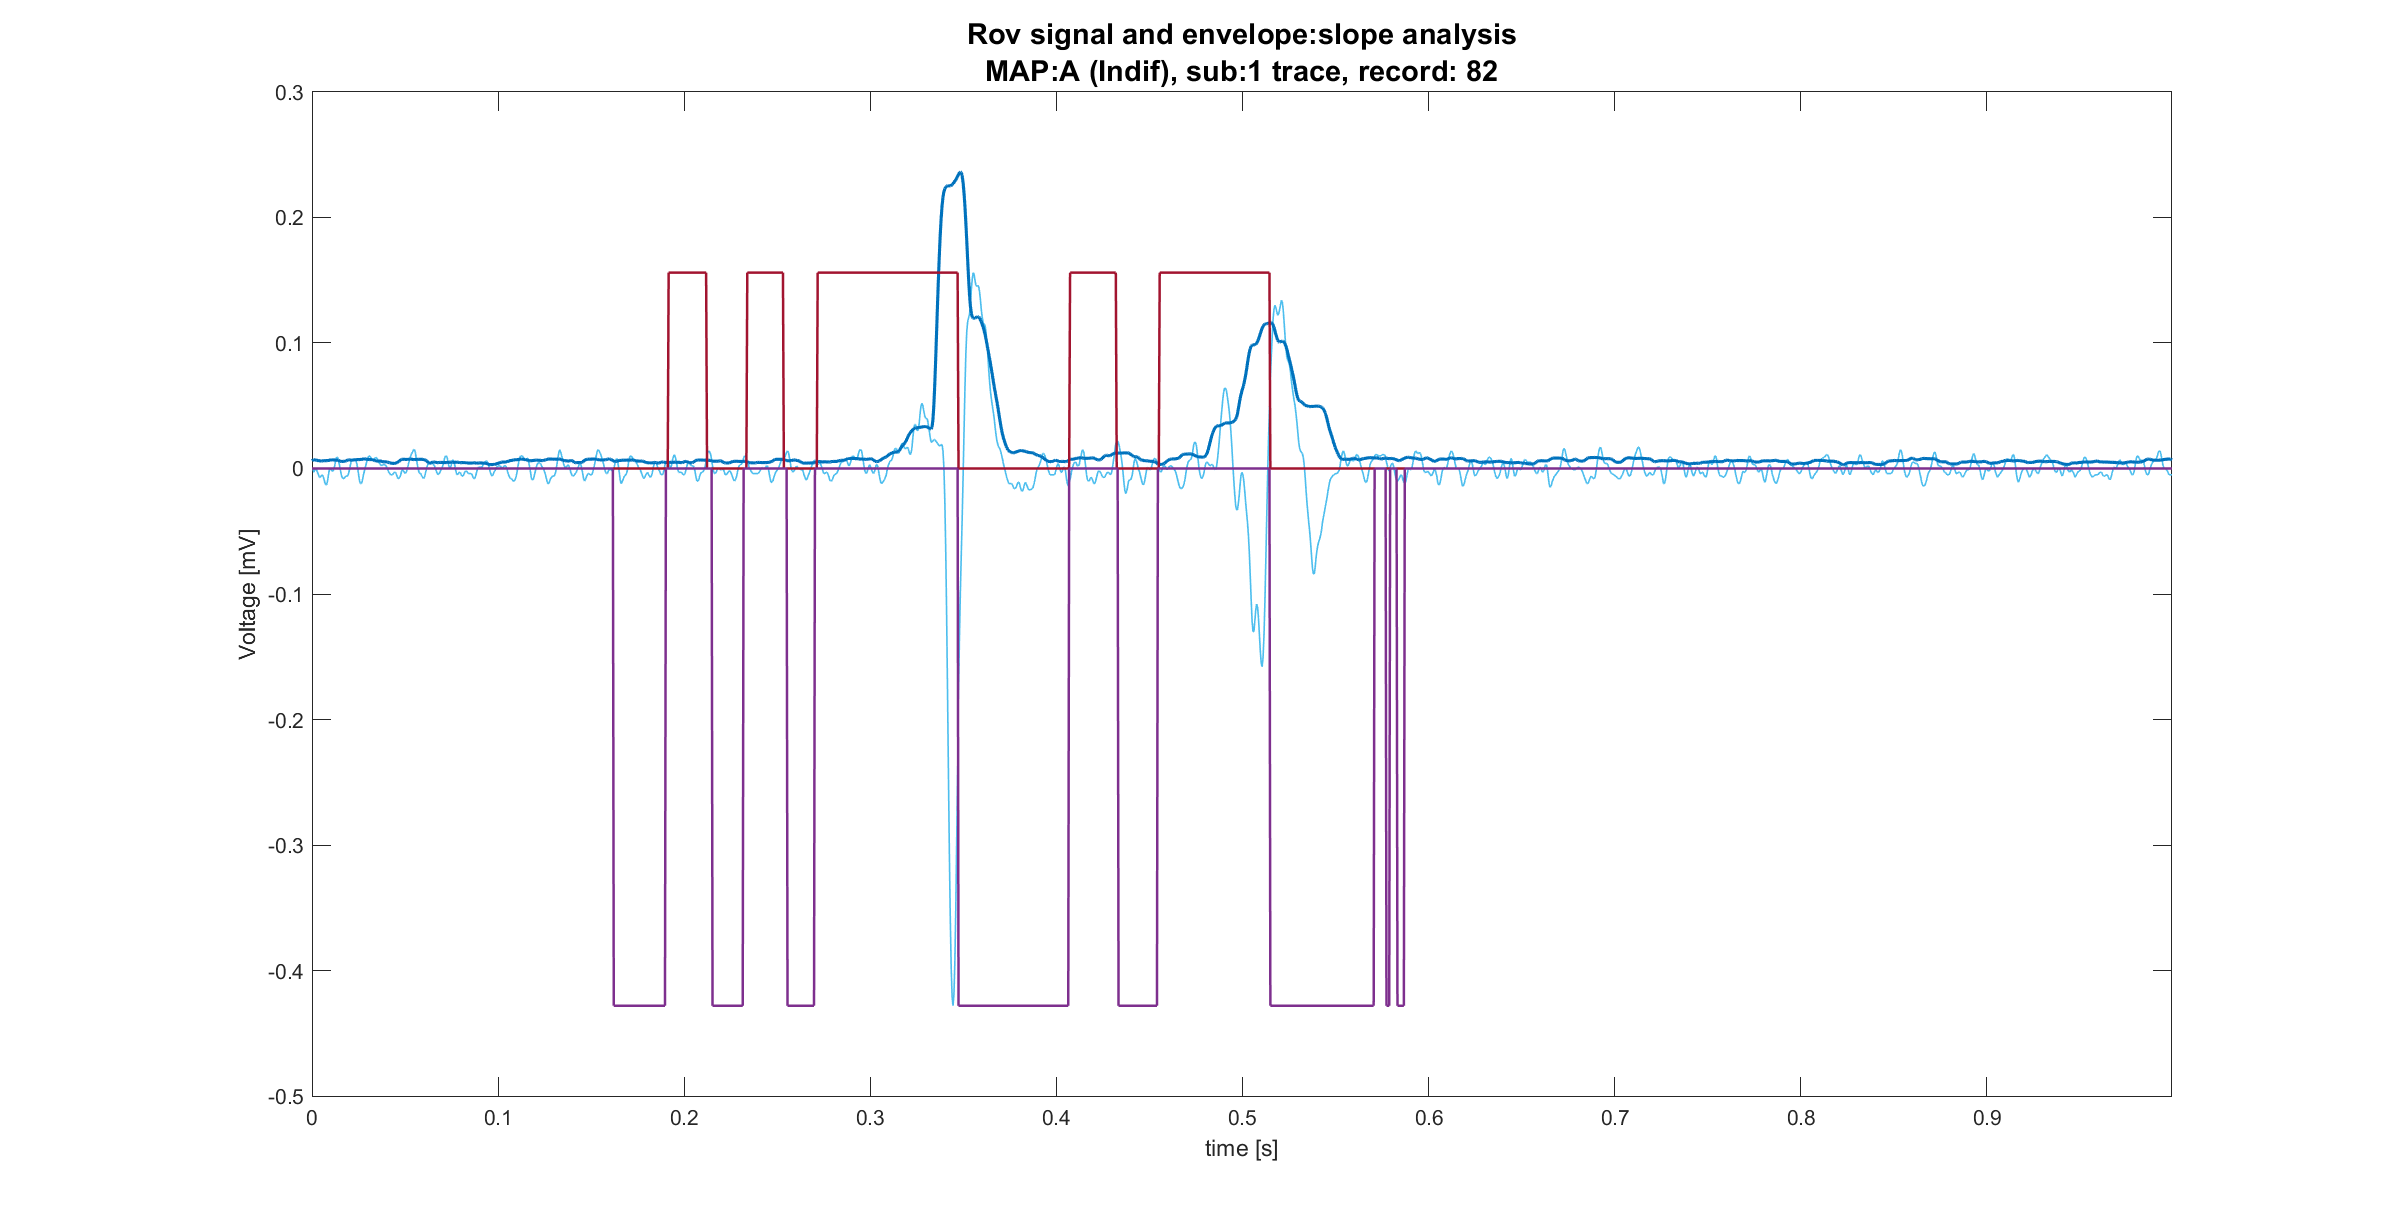 Rov signal and envelope:slope analysis
MAP:A (Indif), sub:1 trace, record: 82
0.3
0.2
0.1
0
-0.1
-0.2
-0.3
-0.4
-0.5
Voltage [mV]
0 0.1 0.2 0.3 0.4 0.5 0.6 0.7 0.8 0.9
time [s]